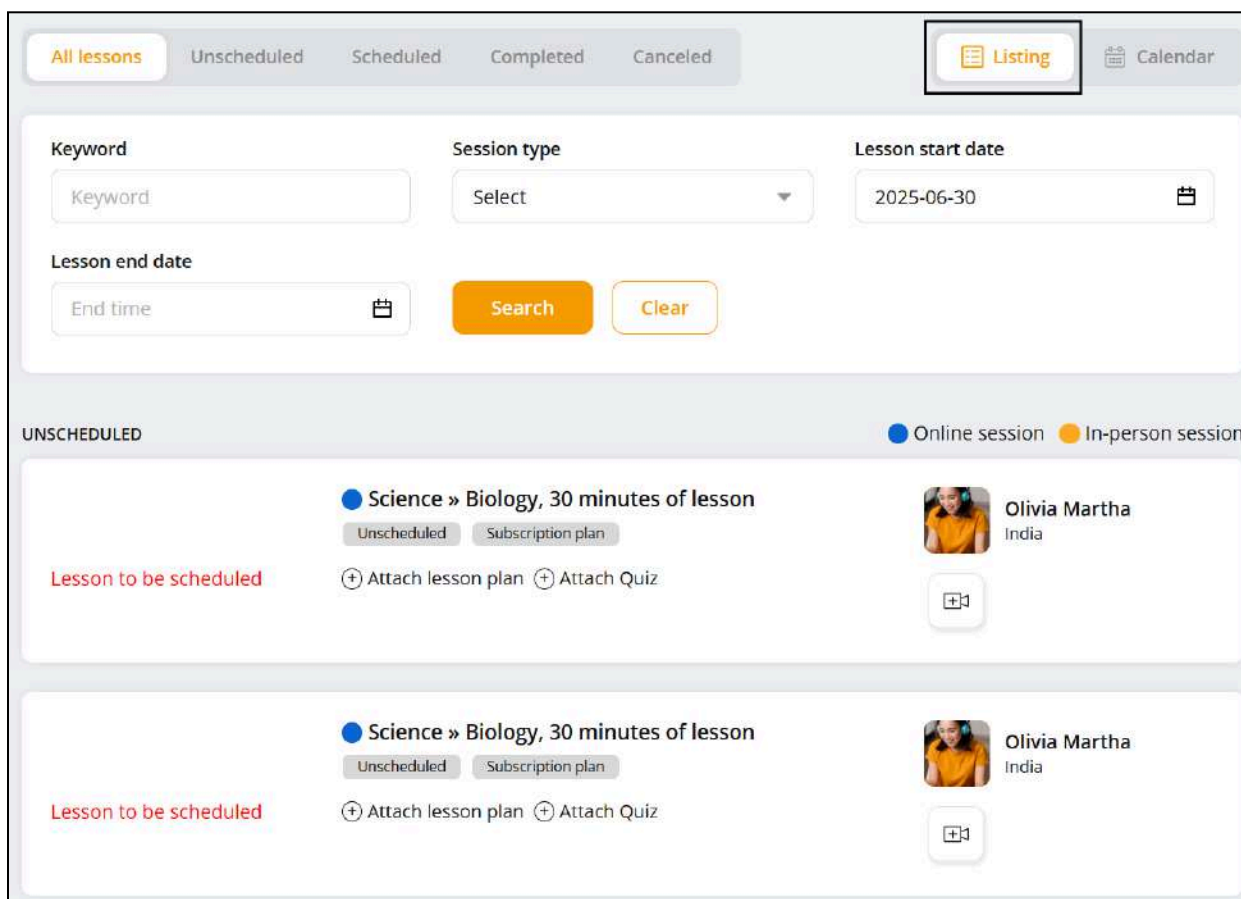 All lessons Unscheduled Scheduled Completed Canceled Listing Calendar
Keyword Session type Lesson start date
Keyword Select 2025-06-30
Lesson end date
End time Search Clear
UNSCHEDULED Online session In-person session
Science » Biology, 30 minutes of lesson
Olivia Martha
Unscheduled Subscription plan India
Lesson to be scheduled Attach lesson plan Attach Quiz
Science » Biology, 30 minutes of lesson
Olivia Martha
Unscheduled Subscription plan India
Lesson to be scheduled Attach lesson plan Attach Quiz